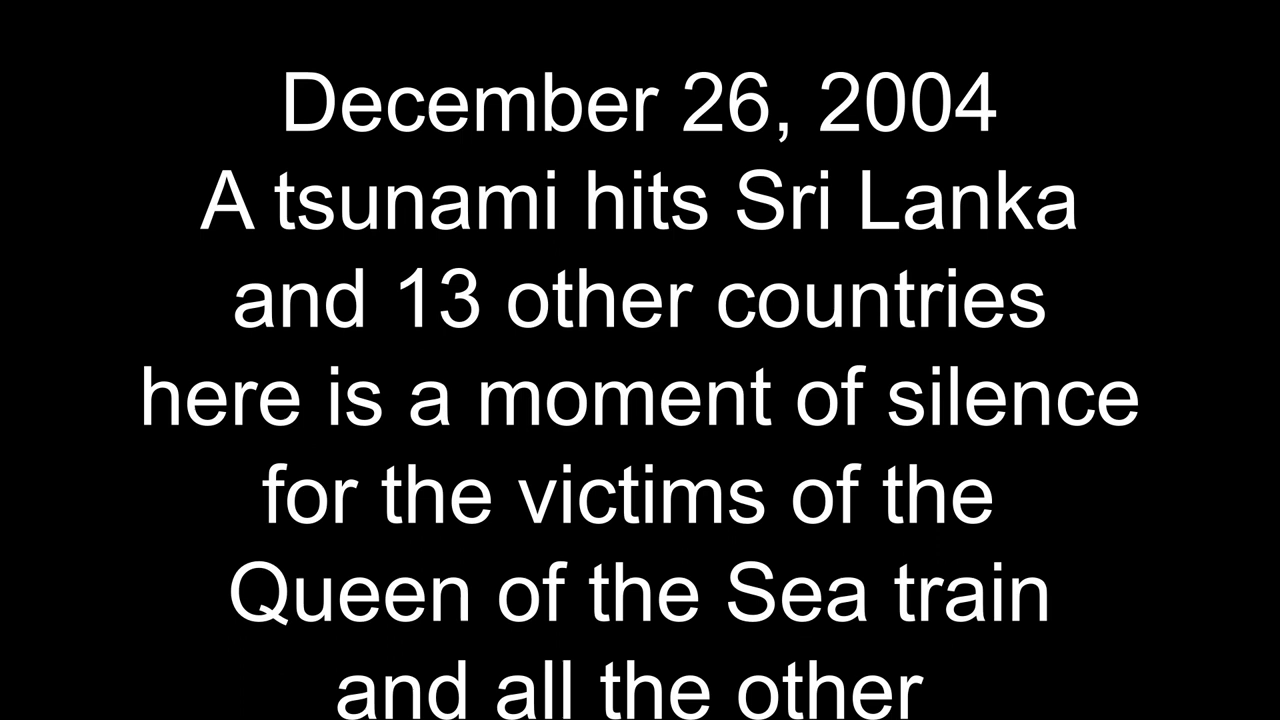 December 26, 2004
A tsunami hits Sri Lanka
and 13 other countries
here is a moment of silence
for the victims of the
Queen of the Sea train
and all the other